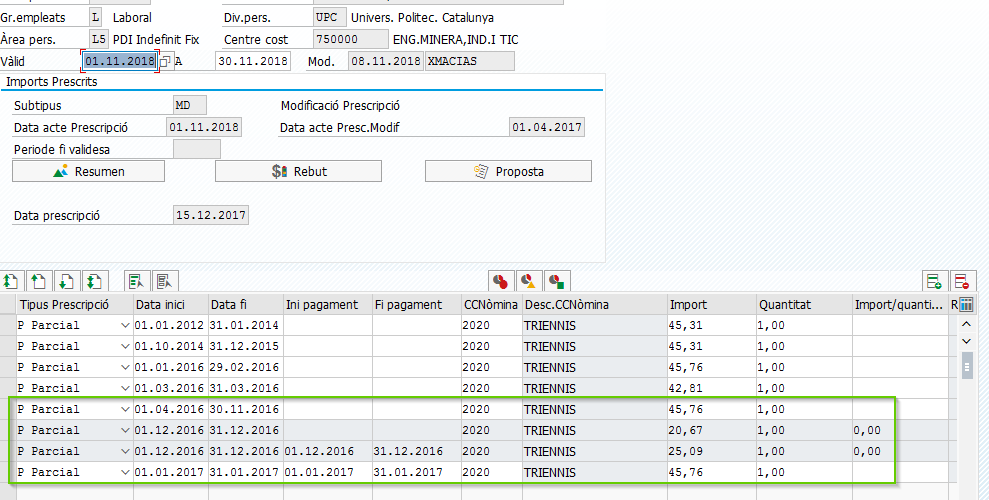 Gr.empleats L Laboral Div.pers. UPC Univers. Politec. Catalunya
Àrea pers. L5 PDI Indefinit Fix Centre cost 750000 ENG.MINERA,IND.I TIC
Vàlid 01.11.2018 A 30.11.2018 Mod. 08.11.2018 XMACIAS
Imports Prescrits
Subtipus MD Modificació Prescripció
Data acte Prescripció 01.11.2018 Data acte Presc.Modif 01.04.2017
Periode fi validesa
Resumen Rebut Proposta
Data prescripció 15.12.2017
Tipus Prescripció Data inici Data fi Ini pagament Fi pagament CCNòmina Desc.CCNòmina Import Quantitat Import/quanti... R
P Parcial 01.01.2012 31.01.2014 2020 TRIENNIS 45,31 1,00
P Parcial 01.10.2014 31.12.2015 2020 TRIENNIS 45,31 1,00
P Parcial 01.01.2016 29.02.2016 2020 TRIENNIS 45,76 1,00
P Parcial 01.03.2016 31.03.2016 2020 TRIENNIS 42,81 1,00
P Parcial 01.04.2016 30.11.2016 2020 TRIENNIS 45,76 1,00
P Parcial 01.12.2016 31.12.2016 2020 TRIENNIS 20,67 1,00 0,00
P Parcial 01.12.2016 31.12.2016 01.12.2016 31.12.2016 2020 TRIENNIS 25,09 1,00 0,00
P Parcial 01.01.2017 31.01.2017 01.01.2017 31.01.2017 2020 TRIENNIS 45,76 1,00